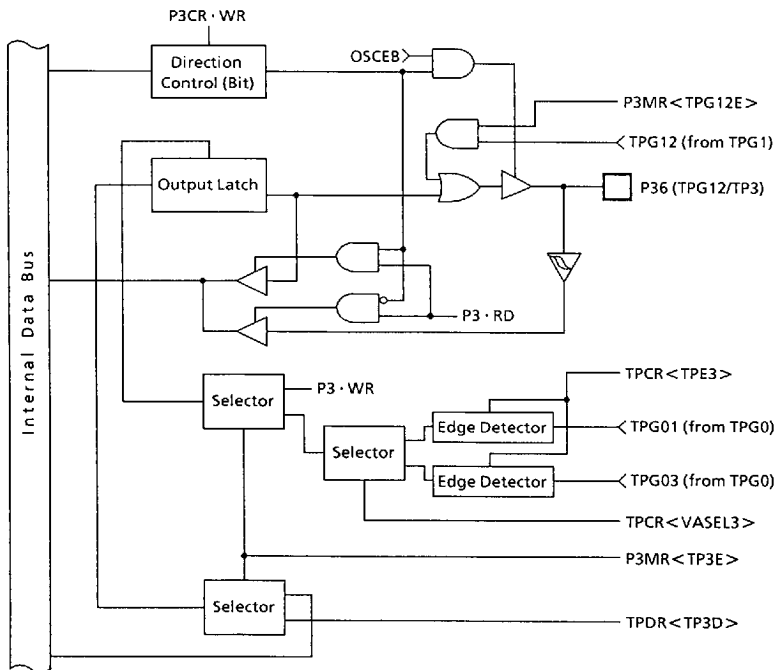 P3CR · WR
OSCEB
Direction
Control (Bit)
P3MR<TPG12E>
TPG12 (from TPG1)
Output Latch
P36 (TPG12/TP3)
Internal Data Bus
P3 · RD
TPCR<TPE3>
P3 · WR
Selector
Edge Detector
TPG01 (from TPG0)
Selector
Edge Detector
TPG03 (from TPG0)
TPCR<VASEL3>
P3MR<TP3E>
Selector
TPDR<TP3D>